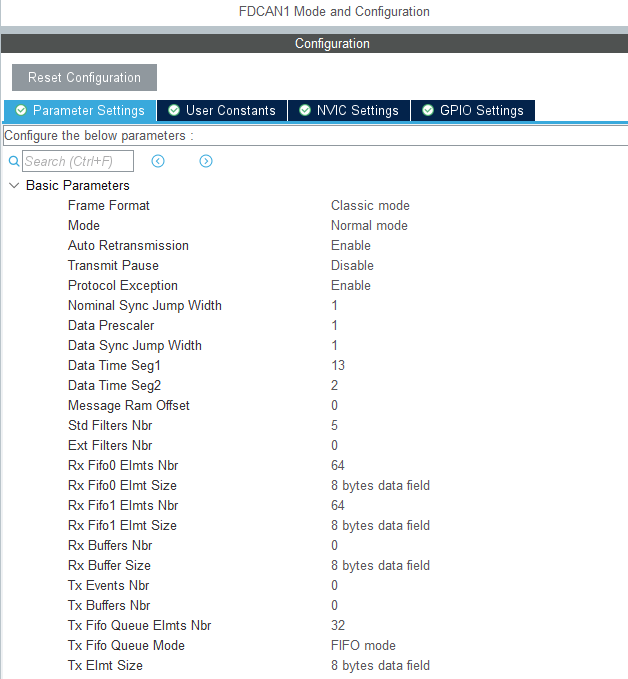 FDCAN1 Mode and Configuration
Configuration
Reset Configuration
Parameter Settings User Constants NVIC Settings GPIO Settings
Configure the below parameters :
Search (Ctrl+F)
Basic Parameters
Frame Format Classic mode
Mode Normal mode
Auto Retransmission Enable
Transmit Pause Disable
Protocol Exception Enable
Nominal Sync Jump Width 1
Data Prescaler 1
Data Sync Jump Width 1
Data Time Seg1 13
Data Time Seg2 2
Message Ram Offset 0
Std Filters Nbr 5
Ext Filters Nbr 0
Rx Fifo0 Elmts Nbr 64
Rx Fifo0 Elmt Size 8 bytes data field
Rx Fifo1 Elmts Nbr 64
Rx Fifo1 Elmt Size 8 bytes data field
Rx Buffers Nbr 0
Rx Buffer Size 8 bytes data field
Tx Events Nbr 0
Tx Buffers Nbr 0
Tx Fifo Queue Elmts Nbr 32
Tx Fifo Queue Mode FIFO mode
Tx Elmt Size 8 bytes data field